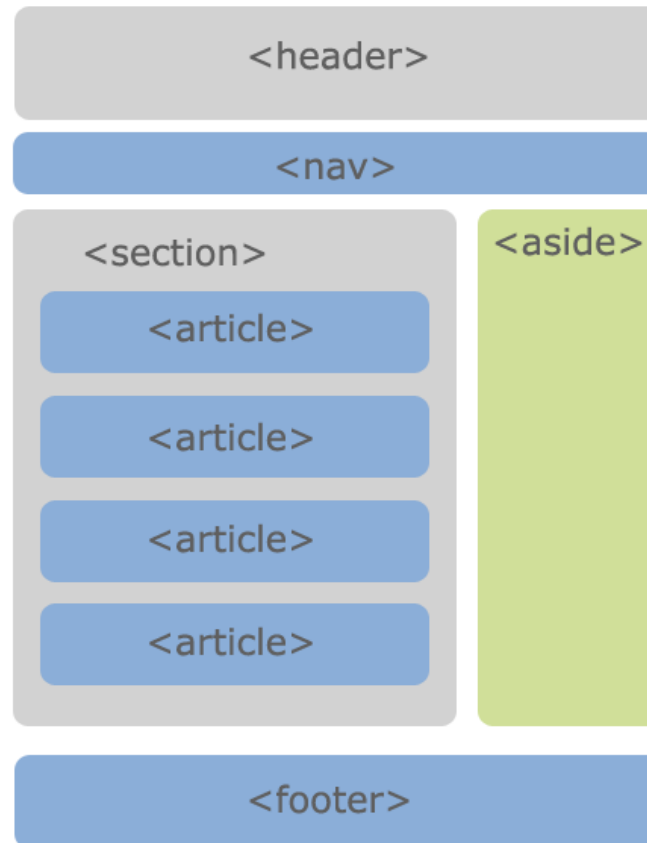 <header>
<nav>
<section>
<aside>
<article>
<article>
<article>
<article>
<footer>